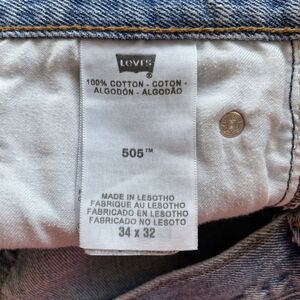 Levi's
100% COTTON - COTON -
ALGODÓN - ALGODÃO
505™
MADE IN LESOTHO
FABRIQUE AU LESOTHO
FABRICADO EN LESOTHO
FABRICADO NO LESOTO
34 x 32